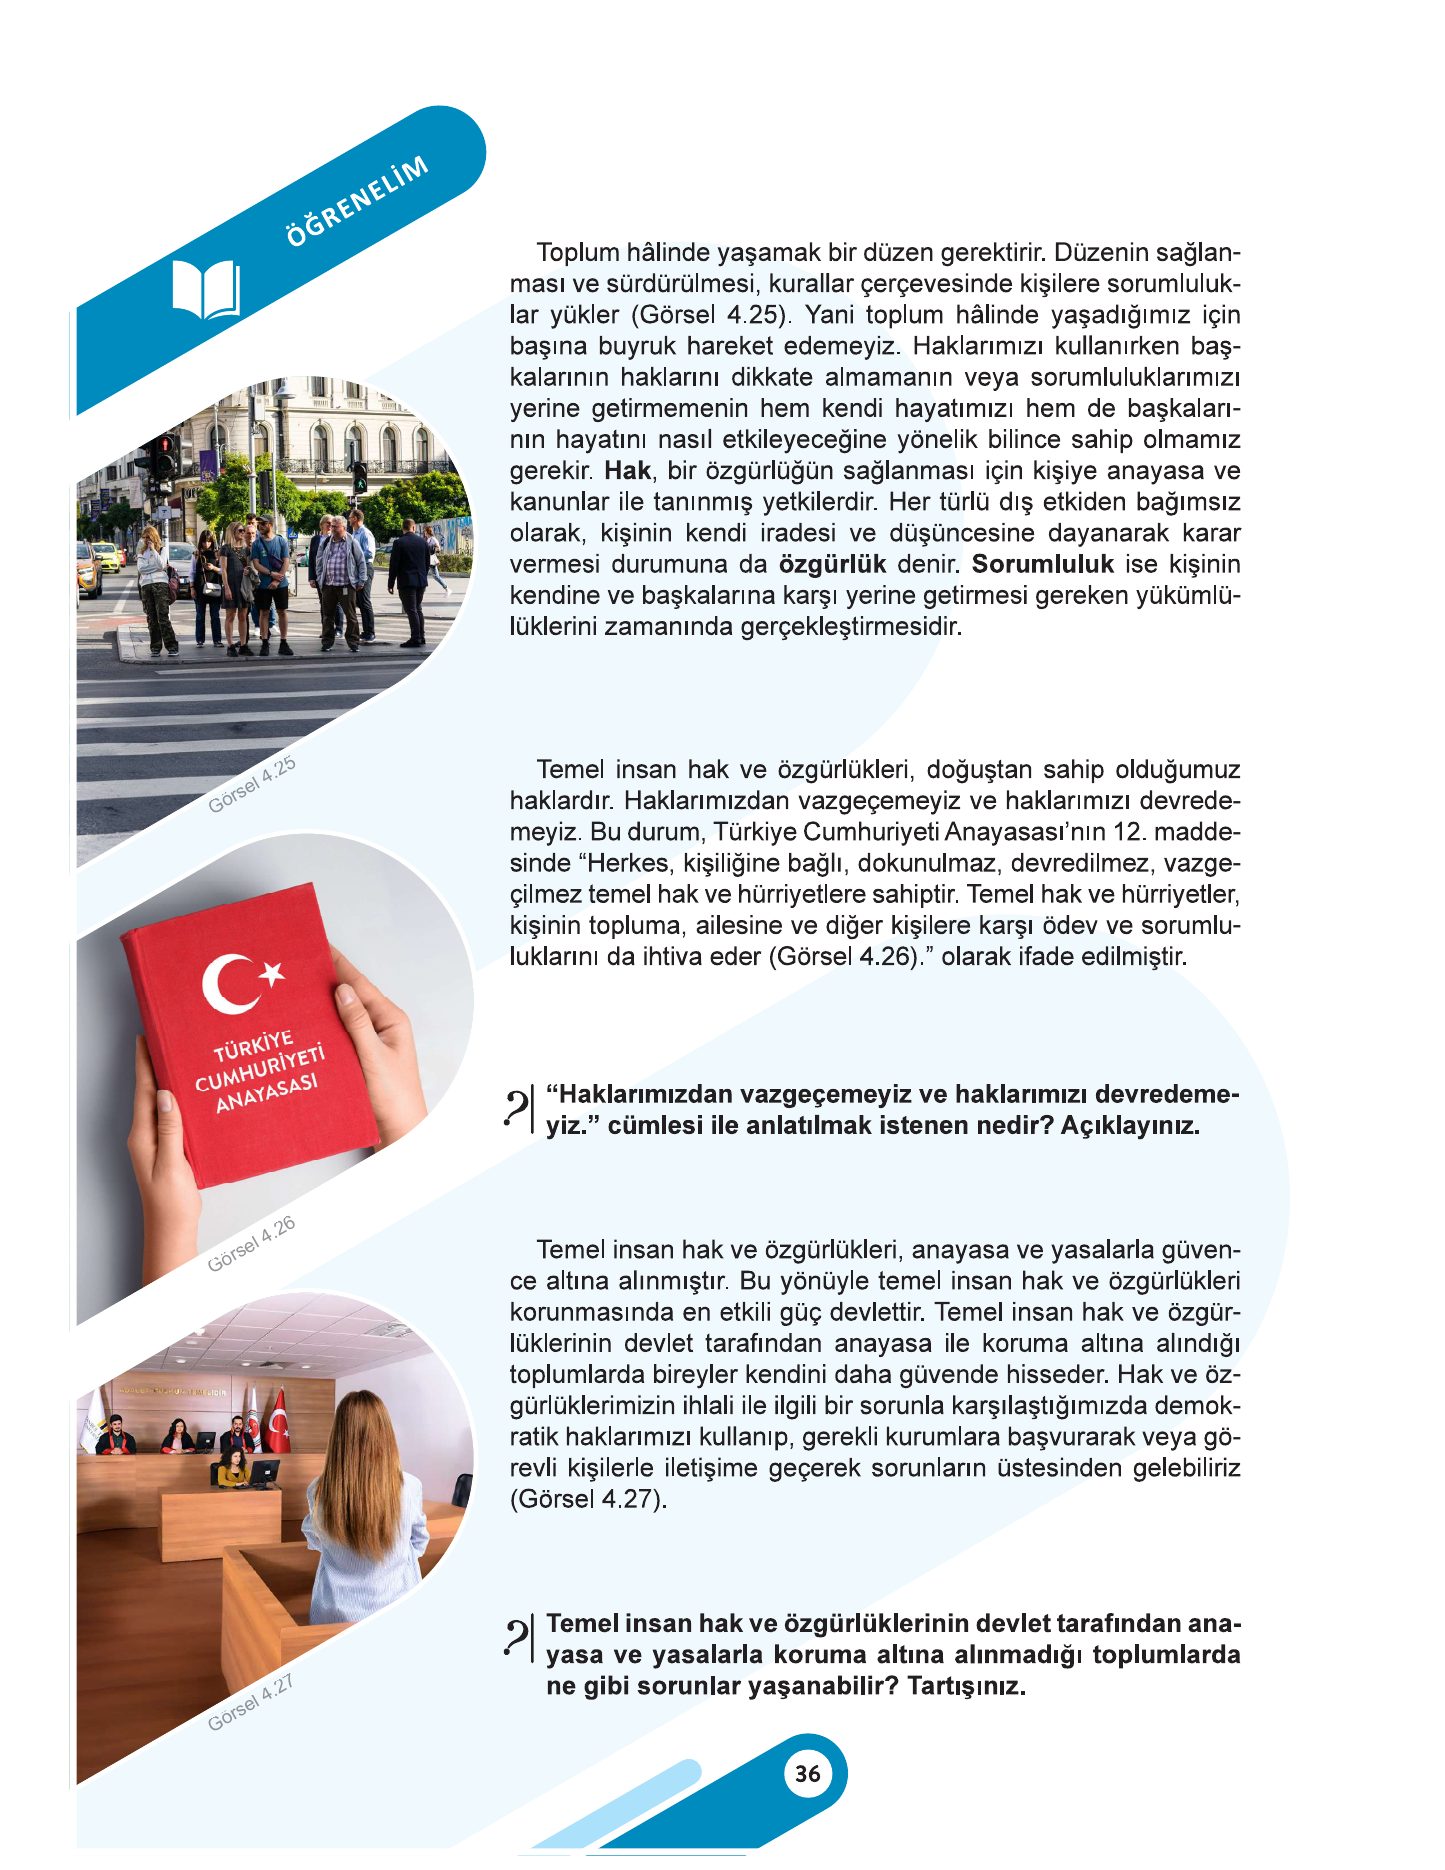 ÖĞRENELİM
Toplum hâlinde yaşamak bir düzen gerektirir. Düzenin sağlan-
ması ve sürdürülmesi, kurallar çerçevesinde kişilere sorumluluk-
lar yükler (Görsel 4.25). Yani toplum hâlinde yaşadığımız için
başına buyruk hareket edemeyiz. Haklarımızı kullanırken baş-
kalarının haklarını dikkate almamanın veya sorumluluklarımızı
yerine getirmemenin hem kendi hayatımızı hem de başkaları-
nın hayatını nasıl etkileyeceğine yönelik bilince sahip olmamız
gerekir. Hak, bir özgürlüğün sağlanması için kişiye anayasa ve
kanunlar ile tanınmış yetkilerdir. Her türlü dış etkiden bağımsız
olarak, kişinin kendi iradesi ve düşüncesine dayanarak karar
vermesi durumuna da özgürlük denir. Sorumluluk ise kişinin
kendine ve başkalarına karşı yerine getirmesi gereken yükümlü-
lüklerini zamanında gerçekleştirmesidir.
Görsel 4.25
Temel insan hak ve özgürlükleri, doğuştan sahip olduğumuz
haklardır. Haklarımızdan vazgeçemeyiz ve haklarımızı devrede-
meyiz. Bu durum, Türkiye Cumhuriyeti Anayasası’nın 12. madde-
sinde “Herkes, kişiliğine bağlı, dokunulmaz, devredilmez, vazge-
çilmez temel hak ve hürriyetlere sahiptir. Temel hak ve hürriyetler,
kişinin topluma, ailesine ve diğer kişilere karşı ödev ve sorumlu-
luklarını da ihtiva eder (Görsel 4.26).” olarak ifade edilmiştir.
TÜRKİYE
CUMHURİYETİ
ANAYASASI
Görsel 4.26
“Haklarımızdan vazgeçemeyiz ve haklarımızı devredeme-
yiz.” cümlesi ile anlatılmak istenen nedir? Açıklayınız.
Temel insan hak ve özgürlükleri, anayasa ve yasalarla güven-
ce altına alınmıştır. Bu yönüyle temel insan hak ve özgürlükleri
korunmasında en etkili güç devlettir. Temel insan hak ve özgür-
lüklerinin devlet tarafından anayasa ile koruma altına alındığı
toplumlarda bireyler kendini daha güvende hisseder. Hak ve öz-
gürlüklerimizin ihlali ile ilgili bir sorunla karşılaştığımızda demok-
ratik haklarımızı kullanıp, gerekli kurumlara başvurarak veya gö-
revli kişilerle iletişime geçerek sorunların üstesinden gelebiliriz
(Görsel 4.27).
Görsel 4.27
Temel insan hak ve özgürlüklerinin devlet tarafından ana-
yasa ve yasalarla koruma altına alınmadığı toplumlarda
ne gibi sorunlar yaşanabilir? Tartışınız.
36